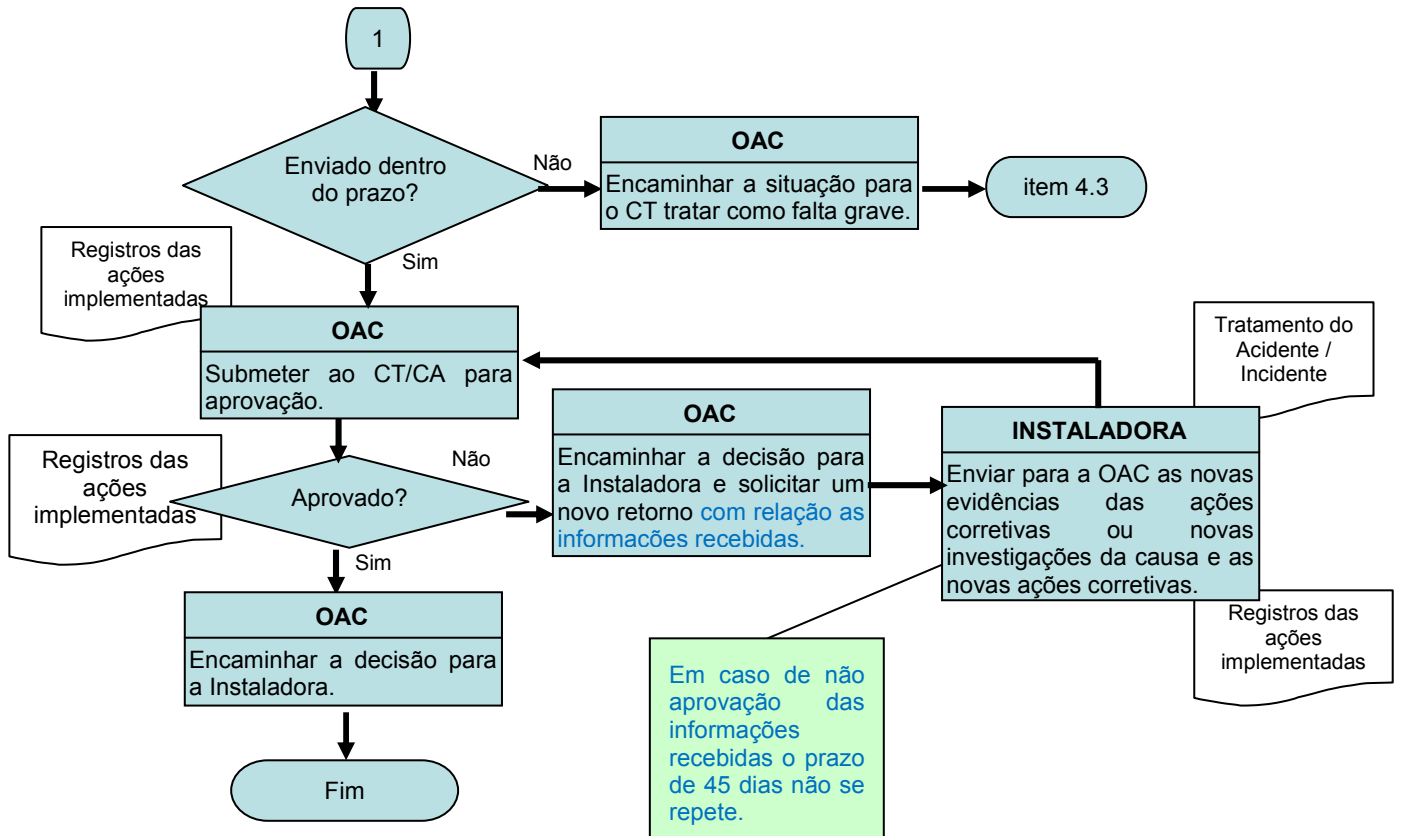 1
Enviado dentro
do prazo?
Não
OAC
Encaminhar a situação para
o CT tratar como falta grave.
item 4.3
Sim
Registros das
ações
implementadas
OAC
Submeter ao CT/CA para
aprovação.
Registros das
ações
implementadas
Aprovado?
Não
OAC
Encaminhar a decisão para
a Instaladora e solicitar um
novo retorno com relação as
informacões recebidas.
Tratamento do
Acidente /
Incidente
INSTALADORA
Enviar para a OAC as novas
evidências das ações
corretivas ou novas
investigações da causa e as
novas ações corretivas.
Registros das
ações
implementadas
Sim
OAC
Encaminhar a decisão para
a Instaladora.
Em caso de não
aprovação das
informações
recebidas o prazo
de 45 dias não se
repete.
Fim